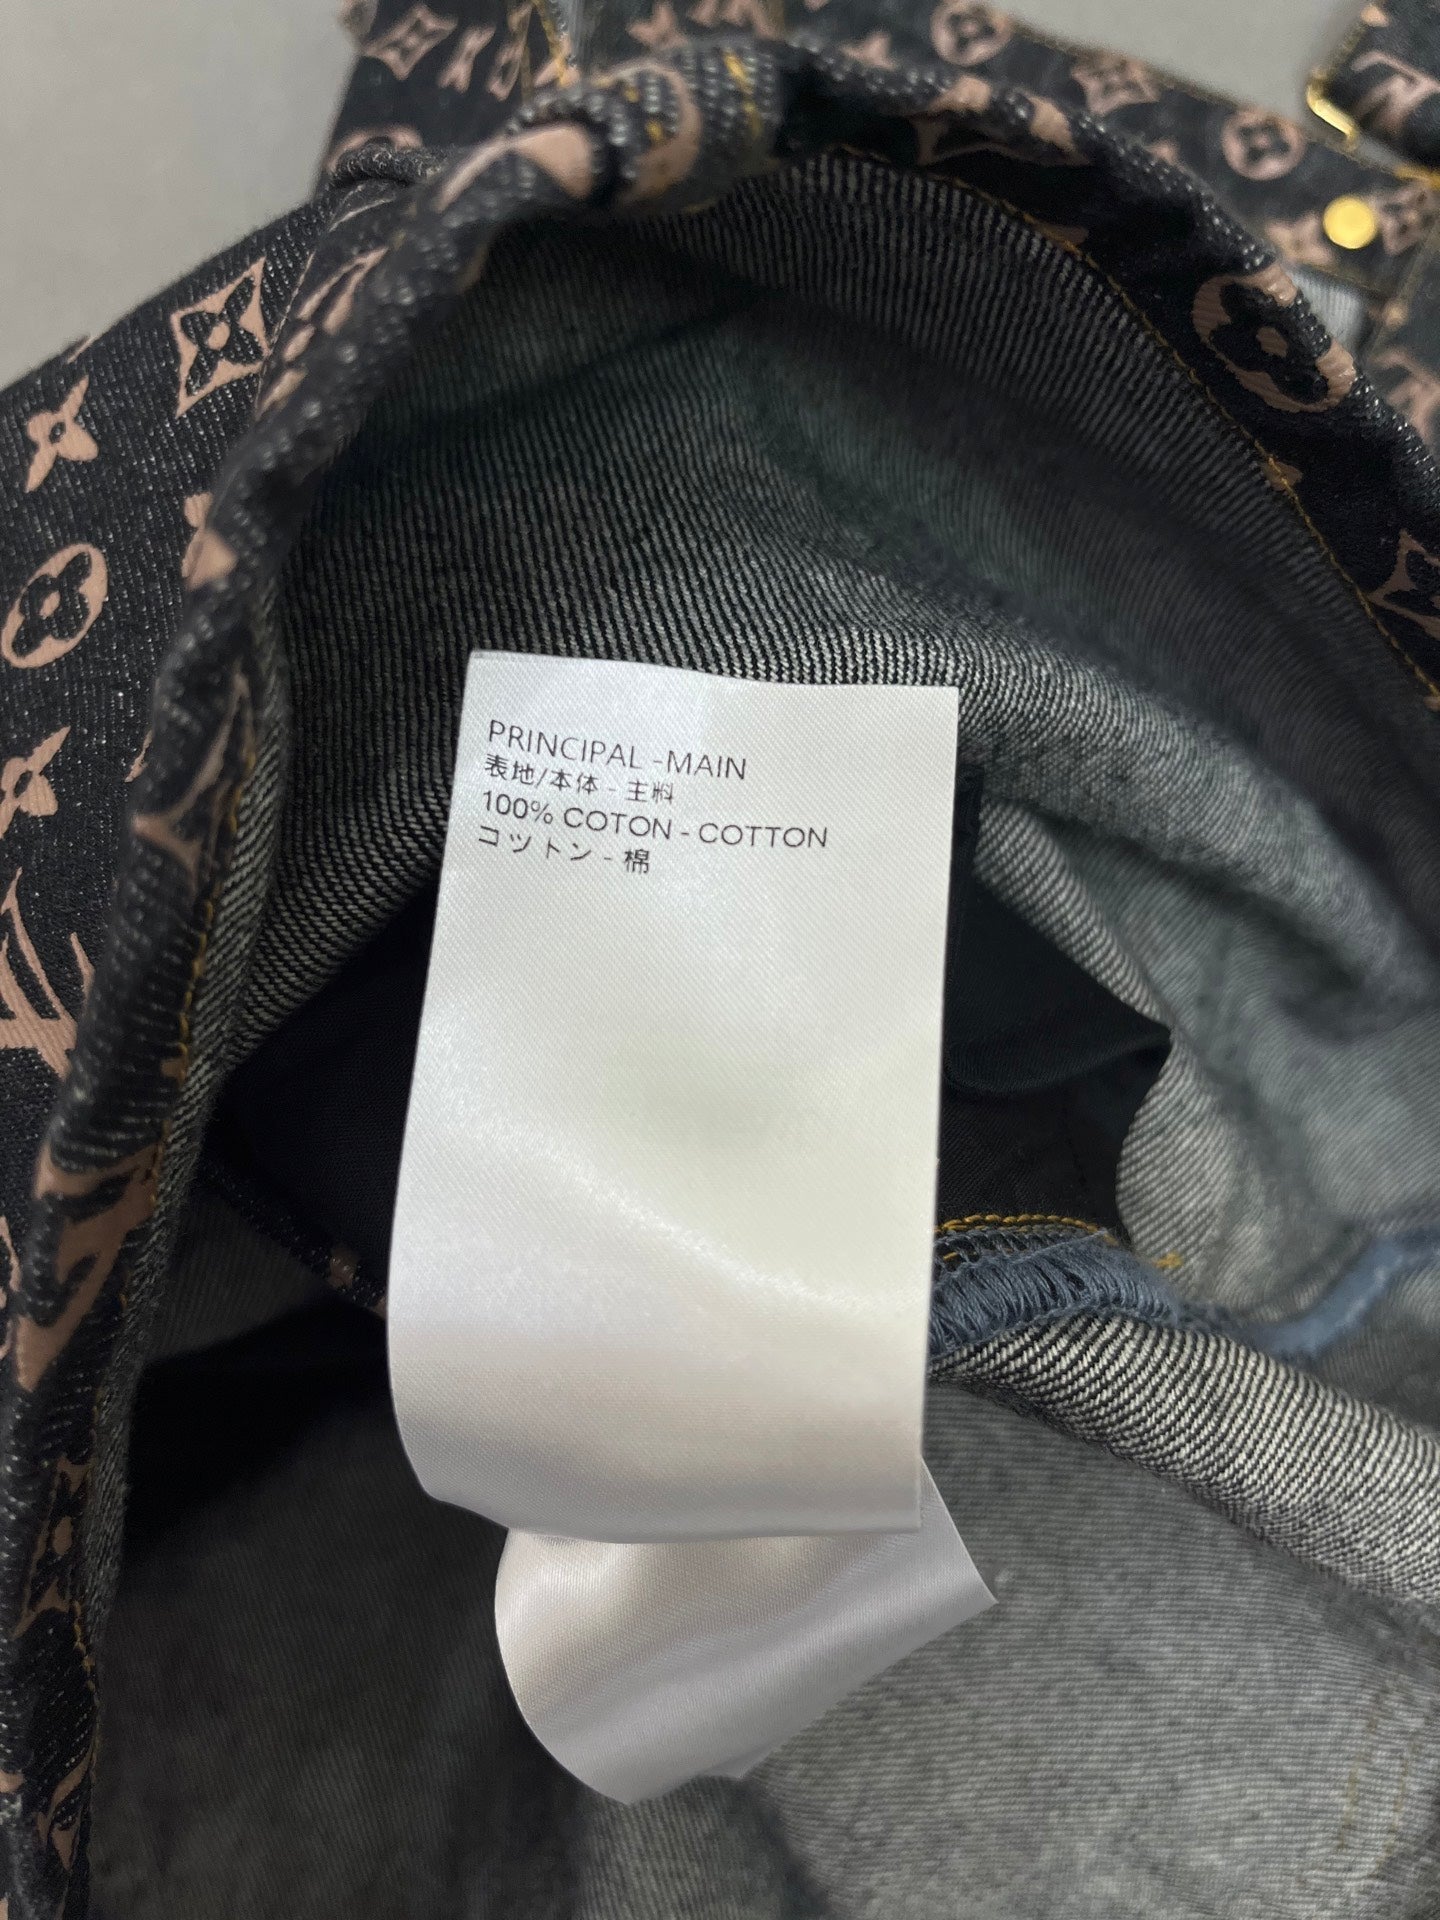 PRINCIPAL -MAIN
表地/本体 - 主料
100% COTON - COTTON
コットン - 棉